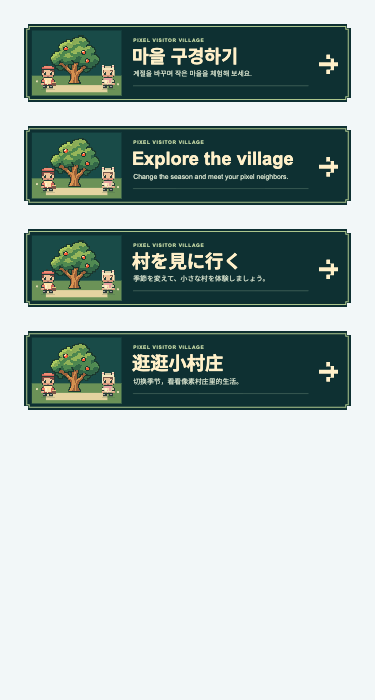 PIXEL VISITOR VILLAGE
마을 구경하기
계절을 바꾸며 작은 마을을 체험해 보세요.
PIXEL VISITOR VILLAGE
Explore the village
Change the season and meet your pixel neighbors.
PIXEL VISITOR VILLAGE
村を見に行く
季節を変えて、小さな村を体験しましょう。
PIXEL VISITOR VILLAGE
逛逛小村庄
切换季节，看看像素村庄里的生活。